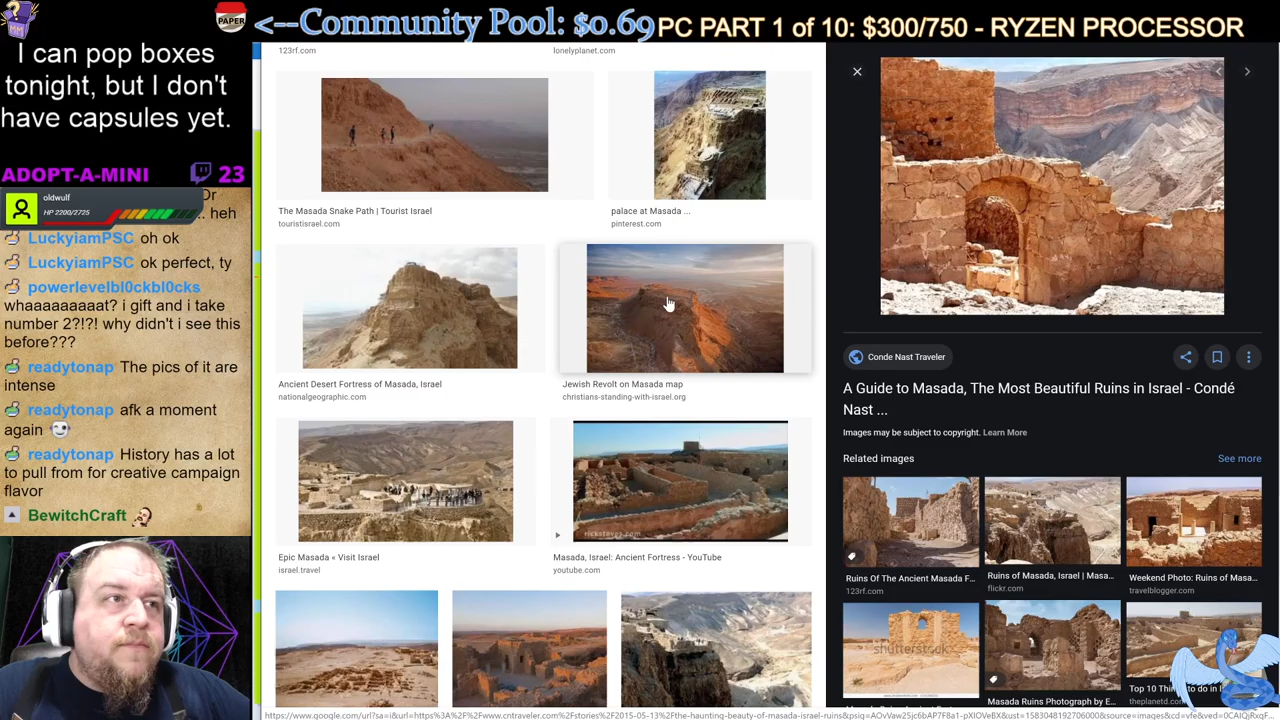 <--Community Pool: $0.69
PC PART 1 of 10: $300/750 - RYZEN PROCESSOR
PAPER
I can pop boxes
tonight, but I don't
have capsules yet.
ADOPT-A-MINI
23
oldwulf
HP 2200/2725
.. heh
LuckyiamPSC oh ok
LuckyiamPSC ok perfect, ty
powerlevelbl0ckbl0cks
whaaaaaaaat? i gift and i take
number 2?!?! why didn't i see this
before???
readytonap The pics of it are
intense
readytonap afk a moment
again
readytonap History has a lot
to pull from for creative campaign
flavor
BewitchCraft
123rf.com
lonelyplanet.com
The Masada Snake Path | Tourist Israel
touristisrael.com
palace at Masada ...
pinterest.com
Ancient Desert Fortress of Masada, Israel
nationalgeographic.com
Jewish Revolt on Masada map
christians-standing-with-israel.org
Epic Masada « Visit Israel
israel.travel
Masada, Israel: Ancient Fortress - YouTube
youtube.com
Conde Nast Traveler
A Guide to Masada, The Most Beautiful Ruins in Israel - Condé
Nast ...
Images may be subject to copyright. Learn More
Related images
See more
Ruins Of The Ancient Masada F...
123rf.com
Ruins of Masada, Israel | Masa...
flickr.com
Weekend Photo: Ruins of Masa...
travelblogger.com
shutterstock
Masada Ruins Photograph by E...
Top 10 Thin
theplanetd.com